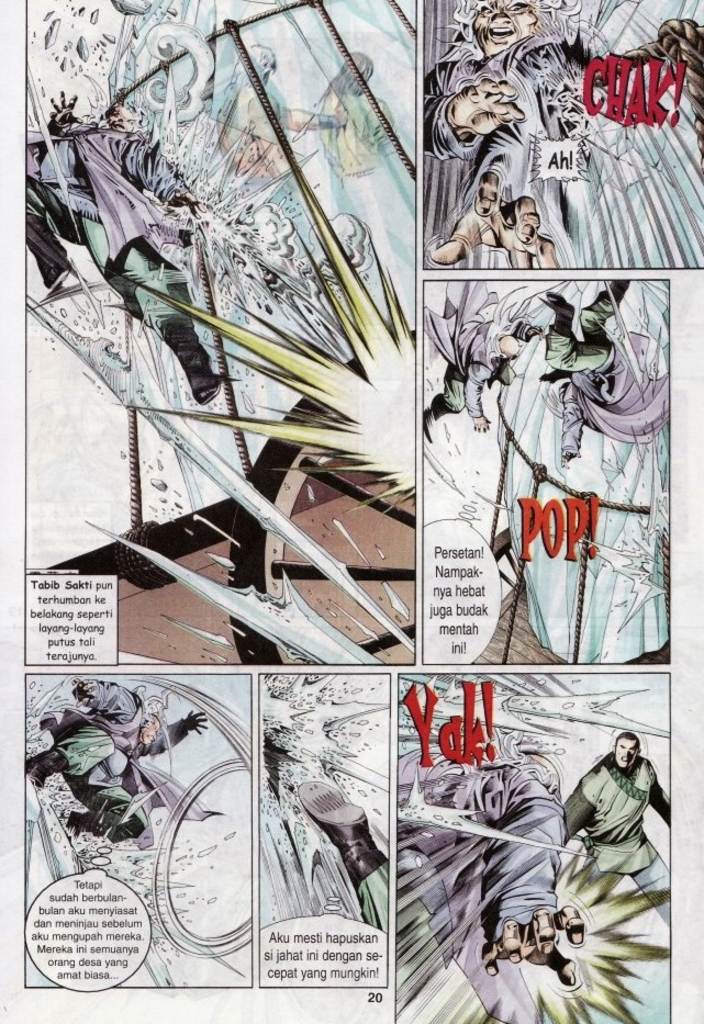 CHAK!
Ah!
Tabib Sakti pun
terhumban ke
belakang seperti
layang-layang
putus tali
terajunya.
POP!
Persetan!
Nampak-
nya hebat
juga budak
mentah
ini!
Tetapi
sudah berbulan-
bulan aku menyiasat
dan meninjau sebelum
aku mengupah mereka.
Mereka ini semuanya
orang desa yang
amat biasa...
Aku mesti hapuskan
si jahat ini dengan se-
cepat yang mungkin!
Yak!
20